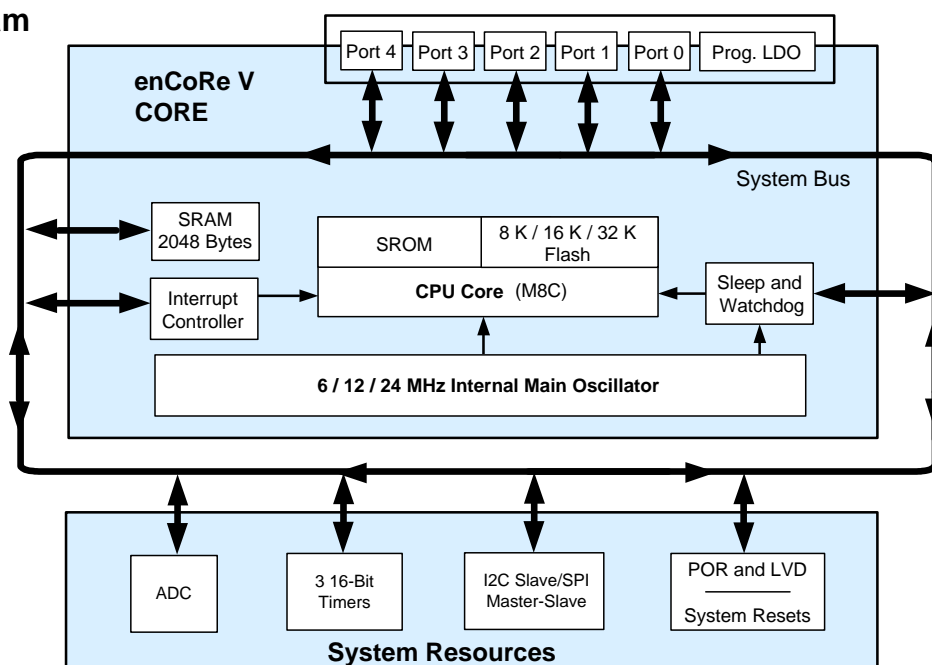 am
Port 4
Port 3
Port 2
Port 1
Port 0
Prog. LDO
enCoRe V
CORE
System Bus
SRAM
2048 Bytes
SROM
8 K / 16 K / 32 K
Flash
CPU Core (M8C)
Interrupt
Controller
Sleep and
Watchdog
6 / 12 / 24 MHz Internal Main Oscillator
ADC
3 16-Bit
Timers
I2C Slave/SPI
Master-Slave
POR and LVD
System Resets
System Resources